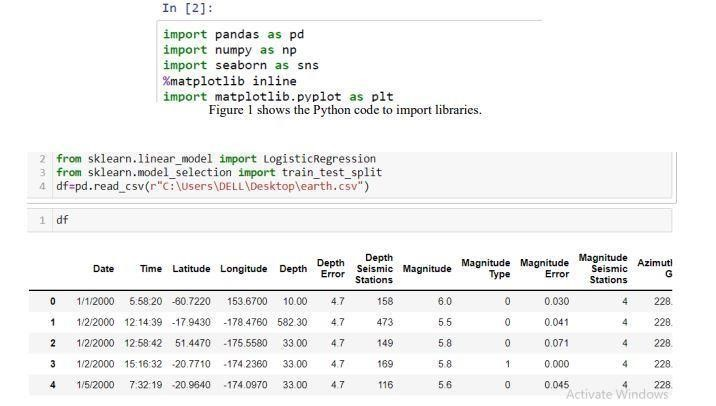 In [2]:
import pandas as pd
import numpy as np
import seaborn as sns
%matplotlib inline
import matplotlib.pyplot as plt
Figure 1 shows the Python code to import libraries.
2 from sklearn.linear_model import LogisticRegression
3 from sklearn.model_selection import train_test_split
4 df=pd.read_csv(r"C:\Users\DELL\Desktop\earth.csv")
1 df
Date Time Latitude Longitude Depth Depth Error Depth Seismic Stations Magnitude Magnitude Type Magnitude Error Magnitude Seismic Stations Azimuth G
0 1/1/2000 5:58:20 -60.7220 153.6700 10.00 4.7 158 6.0 0 0.030 4 228.
1 1/2/2000 12:14:39 -17.9430 -178.4760 582.30 4.7 473 5.5 0 0.041 4 228.
2 1/2/2000 12:58:42 51.4470 -175.5580 33.00 4.7 149 5.8 0 0.071 4 228.
3 1/2/2000 15:16:32 -20.7710 -174.2360 33.00 4.7 169 5.8 1 0.000 4 228.
4 1/5/2000 7:32:19 -20.9640 -174.0970 33.00 4.7 116 5.6 0 0.045 4 228.
Activate Windows